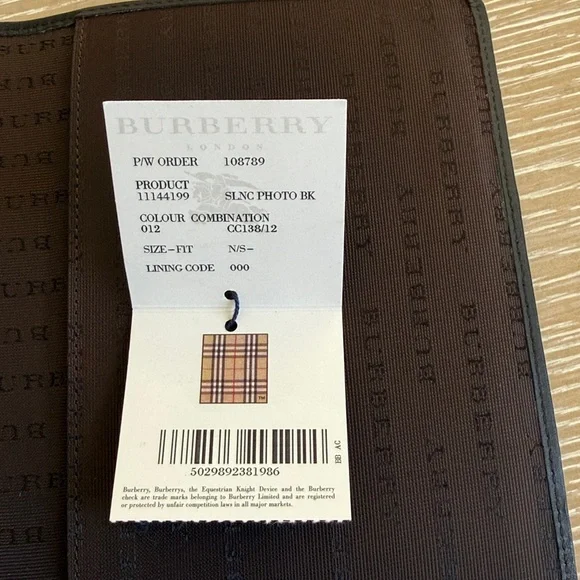 BURBERRY
LONDON
P/W ORDER 108789
PRODUCT
11144199 SLNC PHOTO BK
COLOUR COMBINATION
012 CC138/12
SIZE-FIT N/S-
LINING CODE 000
TM
BB AC
5029892381986
Burberry, Burberrys, the Equestrian Knight Device and the Burberry
check are trade marks belonging to Burberry Limited and are registered
or protected by unfair competition laws in all major markets.